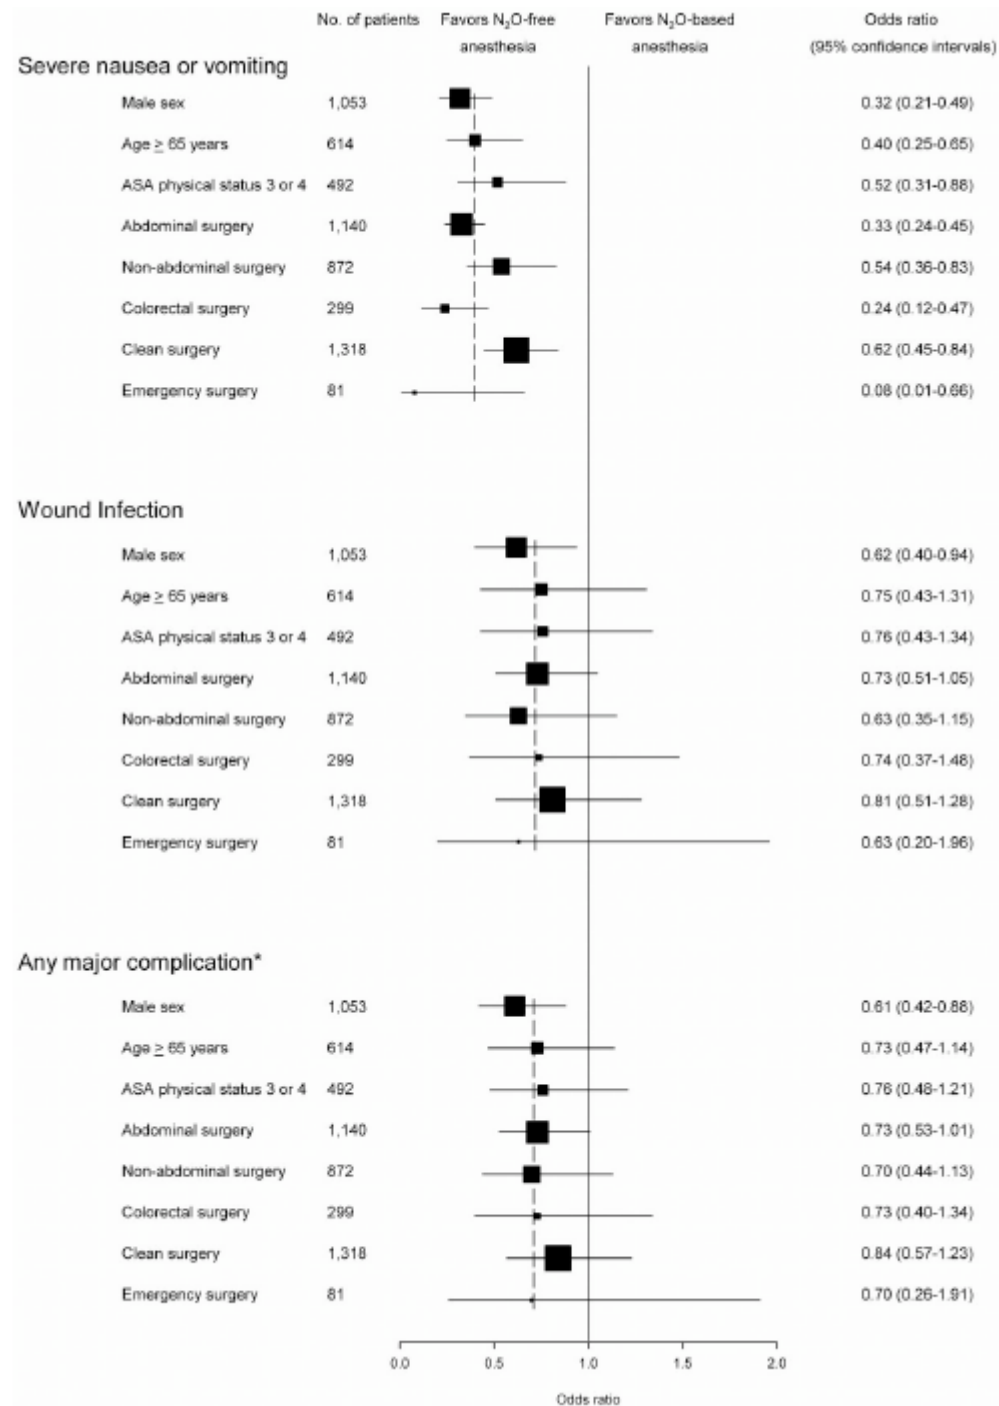 No. of patients Favors N₂O-free Favors N₂O-based Odds ratio
anesthesia anesthesia (95% confidence intervals)
Severe nausea or vomiting
Male sex 1,053 0.32 (0.21-0.49)
Age ≥ 65 years 614 0.40 (0.25-0.65)
ASA physical status 3 or 4 492 0.52 (0.31-0.88)
Abdominal surgery 1,140 0.33 (0.24-0.45)
Non-abdominal surgery 872 0.54 (0.36-0.83)
Colorectal surgery 299 0.24 (0.12-0.47)
Clean surgery 1,318 0.62 (0.45-0.84)
Emergency surgery 81 0.08 (0.01-0.66)
Wound Infection
Male sex 1,053 0.62 (0.40-0.94)
Age ≥ 65 years 614 0.75 (0.43-1.31)
ASA physical status 3 or 4 492 0.76 (0.43-1.34)
Abdominal surgery 1,140 0.73 (0.51-1.05)
Non-abdominal surgery 872 0.63 (0.35-1.15)
Colorectal surgery 299 0.74 (0.37-1.48)
Clean surgery 1,318 0.81 (0.51-1.28)
Emergency surgery 81 0.63 (0.20-1.96)
Any major complication*
Male sex 1,053 0.61 (0.42-0.88)
Age ≥ 65 years 614 0.73 (0.47-1.14)
ASA physical status 3 or 4 492 0.76 (0.48-1.21)
Abdominal surgery 1,140 0.73 (0.53-1.01)
Non-abdominal surgery 872 0.70 (0.44-1.13)
Colorectal surgery 299 0.73 (0.40-1.34)
Clean surgery 1,318 0.84 (0.57-1.23)
Emergency surgery 81 0.70 (0.26-1.91)
0.0 0.5 1.0 1.5 2.0
Odds ratio